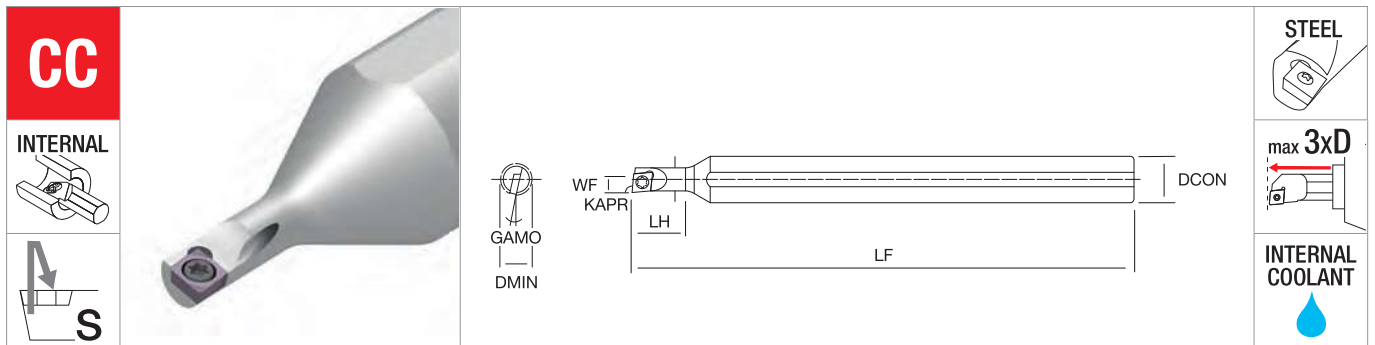 CC
INTERNAL
S
WF
KAPR
GAMO
DMIN
LH
LF
DCON
STEEL
max 3xD
INTERNAL
COOLANT